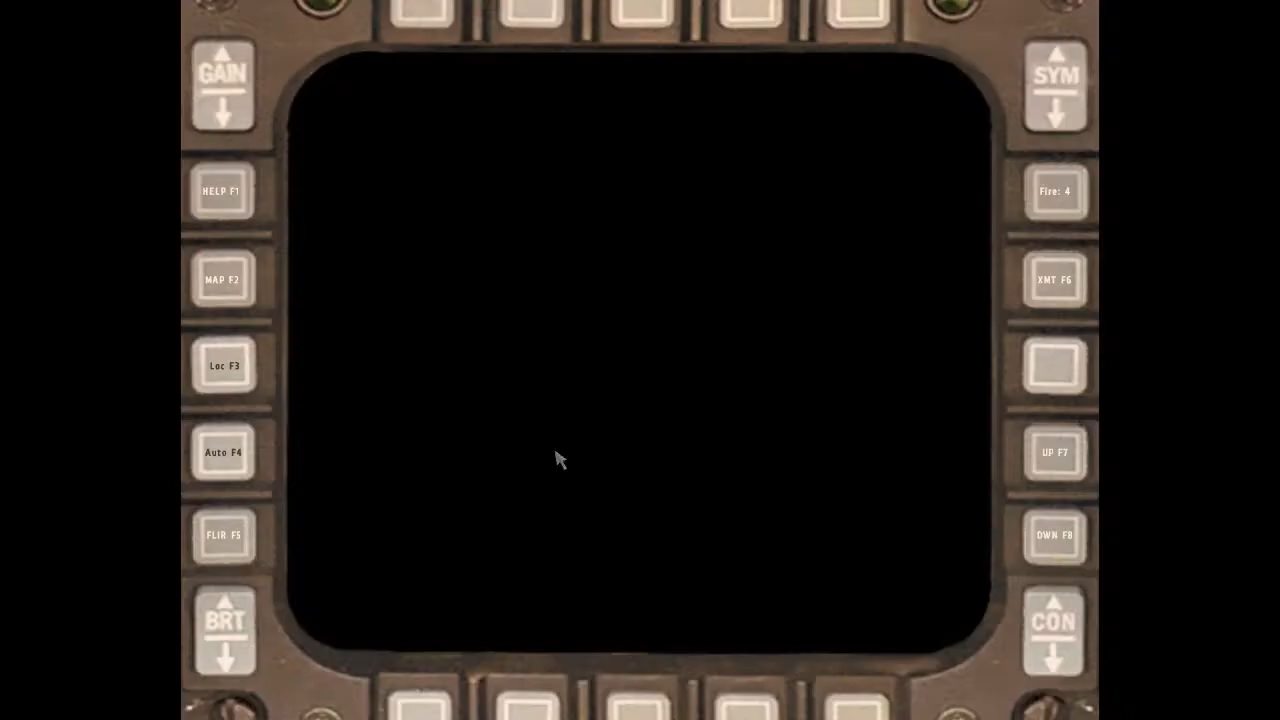 GAIN
SYM
HELP F1
Fire: 4
MAP F2
XMT F6
Loc F3
Auto F4
UP F7
FLIR F5
DWN F8
BRT
CON